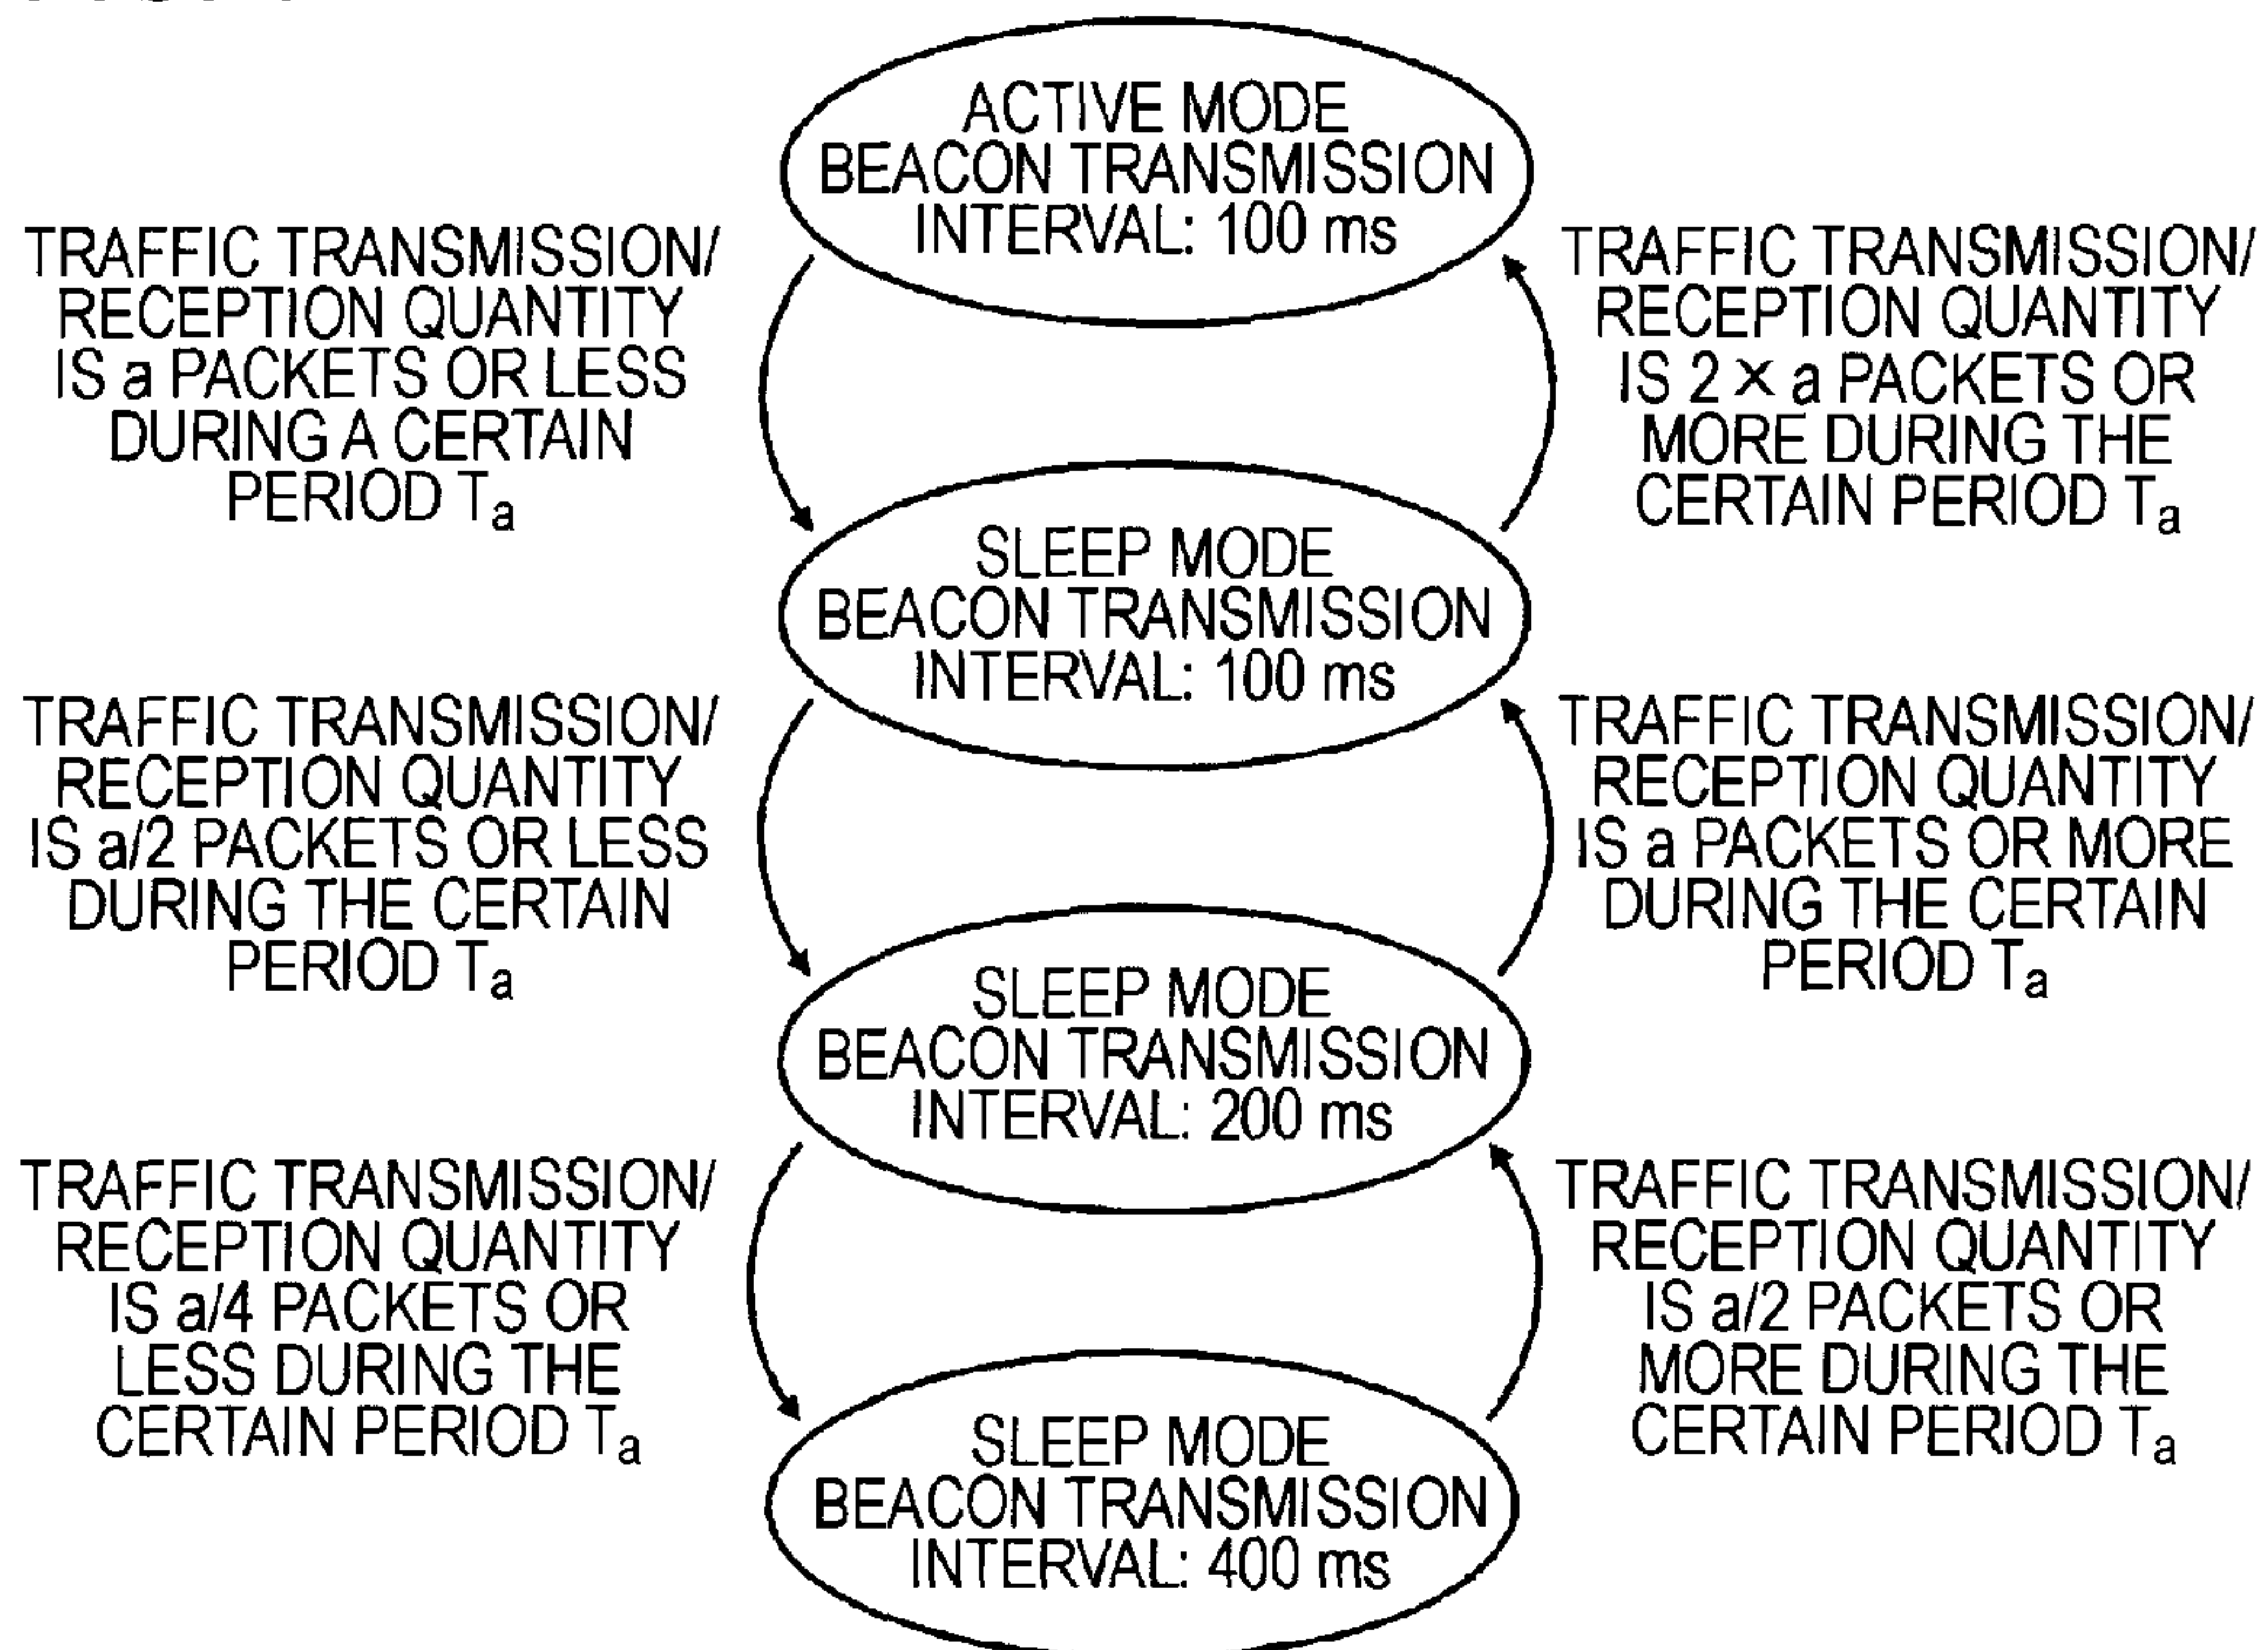 ACTIVE MODE
BEACON TRANSMISSION
INTERVAL: 100 ms
TRAFFIC TRANSMISSION/
RECEPTION QUANTITY
IS a PACKETS OR LESS
DURING A CERTAIN
PERIOD Ta
TRAFFIC TRANSMISSION/
RECEPTION QUANTITY
IS 2 × a PACKETS OR
MORE DURING THE
CERTAIN PERIOD Ta
SLEEP MODE
BEACON TRANSMISSION
INTERVAL: 100 ms
TRAFFIC TRANSMISSION/
RECEPTION QUANTITY
IS a/2 PACKETS OR LESS
DURING THE CERTAIN
PERIOD Ta
TRAFFIC TRANSMISSION/
RECEPTION QUANTITY
IS a PACKETS OR MORE
DURING THE CERTAIN
PERIOD Ta
SLEEP MODE
BEACON TRANSMISSION
INTERVAL: 200 ms
TRAFFIC TRANSMISSION/
RECEPTION QUANTITY
IS a/4 PACKETS OR
LESS DURING THE
CERTAIN PERIOD Ta
TRAFFIC TRANSMISSION/
RECEPTION QUANTITY
IS a/2 PACKETS OR
MORE DURING THE
CERTAIN PERIOD Ta
SLEEP MODE
BEACON TRANSMISSION
INTERVAL: 400 ms